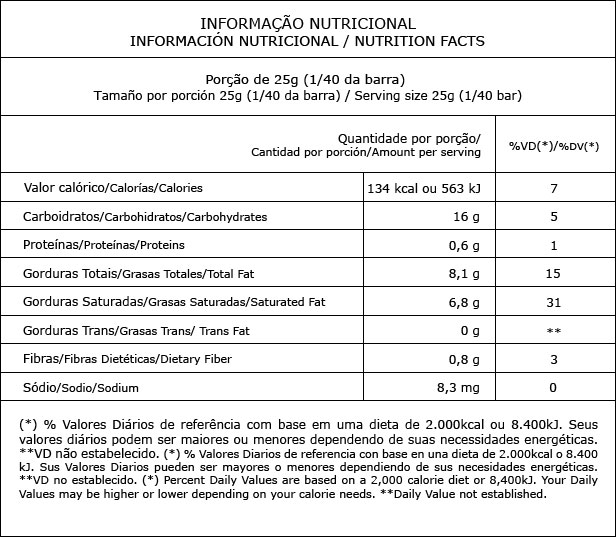 INFORMAÇÃO NUTRICIONAL
INFORMACIÓN NUTRICIONAL / NUTRITION FACTS
Porção de 25g (1/40 da barra)
Tamaño por porción 25g (1/40 da barra) / Serving size 25g (1/40 bar)
Quantidade por porção/
Cantidad por porción/Amount per serving
%VD(*)/%DV(*)
Valor calórico/Calorías/Calories 134 kcal ou 563 kJ 7
Carboidratos/Carbohidratos/Carbohydrates 16 g 5
Proteínas/Proteínas/Proteins 0,6 g 1
Gorduras Totais/Grasas Totales/Total Fat 8,1 g 15
Gorduras Saturadas/Grasas Saturadas/Saturated Fat 6,8 g 31
Gorduras Trans/Grasas Trans/ Trans Fat 0 g **
Fibras/Fibras Dietéticas/Dietary Fiber 0,8 g 3
Sódio/Sodio/Sodium 8,3 mg 0
(*) % Valores Diários de referência com base em uma dieta de 2.000kcal ou 8.400kJ. Seus
valores diários podem ser maiores ou menores dependendo de suas necessidades energéticas.
**VD não estabelecido. (*) % Valores Diarios de referencia con base en una dieta de 2.000kcal o 8.400
kJ. Sus Valores Diarios pueden ser mayores o menores dependiendo de sus necesidades energéticas.
**VD no establecido. (*) Percent Daily Values are based on a 2,000 calorie diet or 8,400kJ. Your Daily
Values may be higher or lower depending on your calorie needs. **Daily Value not established.